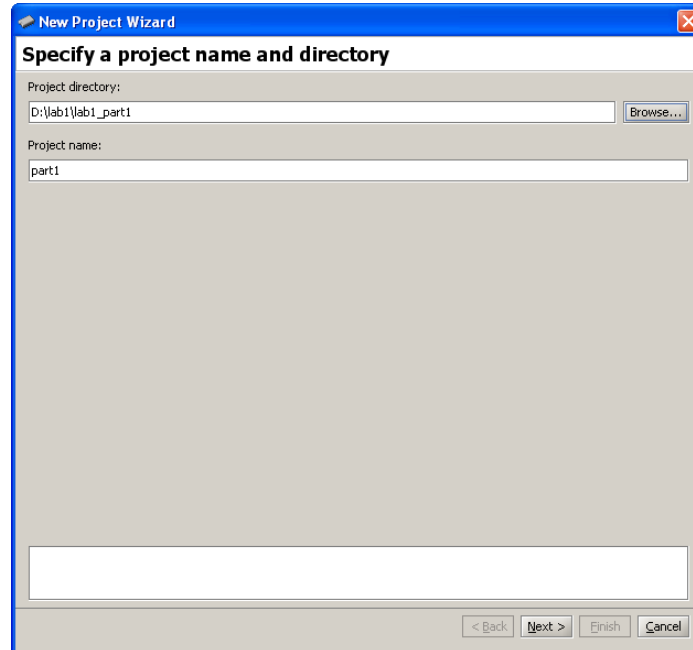 New Project Wizard
Specify a project name and directory
Project directory:
D:\lab1\lab1_part1
Browse...
Project name:
part1
< Back Next > Finish Cancel